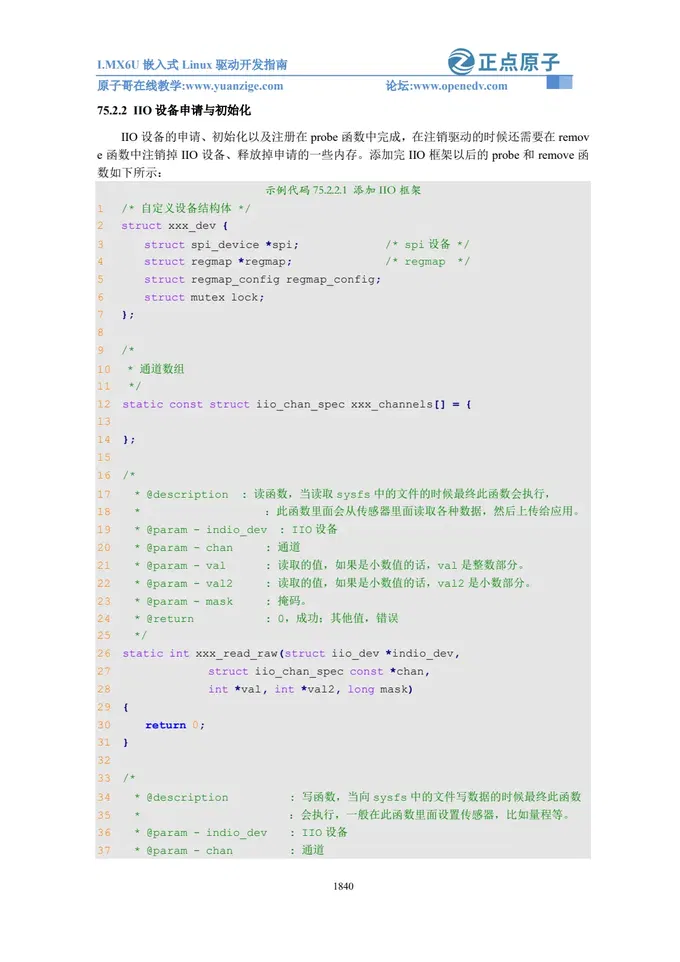 I.MX6U 嵌入式 Linux 驱动开发指南
正点原子
原子哥在线教学:www.yuanzige.com 论坛:www.openedv.com
75.2.2 IIO 设备申请与初始化
IIO 设备的申请、初始化以及注册在 probe 函数中完成，在注销驱动的时候还需要在 remov
e 函数中注销掉 IIO 设备、释放掉申请的一些内存。添加完 IIO 框架以后的 probe 和 remove 函
数如下所示：
示例代码 75.2.2.1 添加 IIO 框架
1 /* 自定义设备结构体 */
2 struct xxx_dev {
3 struct spi_device *spi; /* spi 设备 */
4 struct regmap *regmap; /* regmap */
5 struct regmap_config regmap_config;
6 struct mutex lock;
7 };
8
9 /*
10 * 通道数组
11 */
12 static const struct iio_chan_spec xxx_channels[] = {
13
14 };
15
16 /*
17 * @description : 读函数，当读取 sysfs 中的文件的时候最终此函数会执行，
18 * ：此函数里面会从传感器里面读取各种数据，然后上传给应用。
19 * @param - indio_dev : IIO 设备
20 * @param - chan : 通道
21 * @param - val : 读取的值，如果是小数值的话，val 是整数部分。
22 * @param - val2 : 读取的值，如果是小数值的话，val2 是小数部分。
23 * @param - mask : 掩码。
24 * @return : 0，成功；其他值，错误
25 */
26 static int xxx_read_raw(struct iio_dev *indio_dev,
27 struct iio_chan_spec const *chan,
28 int *val, int *val2, long mask)
29 {
30 return 0;
31 }
32
33 /*
34 * @description : 写函数，当向 sysfs 中的文件写数据的时候最终此函数
35 * ：会执行，一般在此函数里面设置传感器，比如量程等。
36 * @param - indio_dev : IIO 设备
37 * @param - chan : 通道
1840